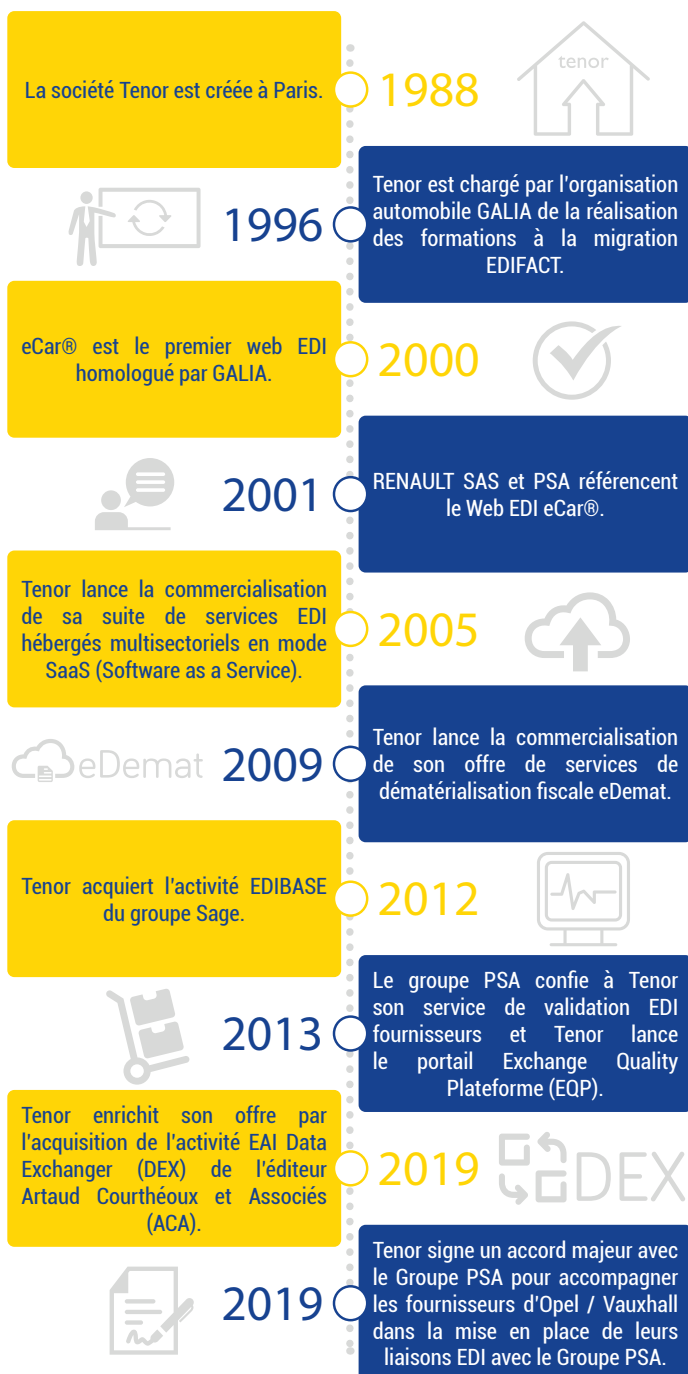 La société Tenor est créée à Paris.
1988
tenor
1996
Tenor est chargé par l'organisation
automobile GALIA de la réalisation
des formations à la migration
EDIFACT.
eCar® est le premier web EDI
homologué par GALIA.
2000
2001
RENAULT SAS et PSA référencent
le Web EDI eCar®.
Tenor lance la commercialisation
de sa suite de services EDI
hébergés multisectoriels en mode
SaaS (Software as a Service).
2005
eDemat
2009
Tenor lance la commercialisation
de son offre de services de
dématérialisation fiscale eDemat.
Tenor acquiert l'activité EDIBASE
du groupe Sage.
2012
2013
Le groupe PSA confie à Tenor
son service de validation EDI
fournisseurs et Tenor lance
le portail Exchange Quality
Plateforme (EQP).
Tenor enrichit son offre par
l'acquisition de l'activité EAI Data
Exchanger (DEX) de l'éditeur
Artaud Courthéoux et Associés
(ACA).
2019
DEX
2019
Tenor signe un accord majeur avec
le Groupe PSA pour accompagner
les fournisseurs d'Opel / Vauxhall
dans la mise en place de leurs
liaisons EDI avec le Groupe PSA.